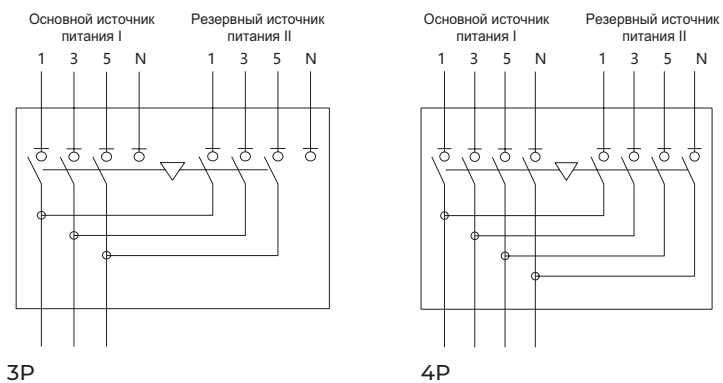 Основной источник
питания I
Резервный источник
питания II
1 3 5 N
1 3 5 N
3P
Основной источник
питания I
Резервный источник
питания II
1 3 5 N
1 3 5 N
4P